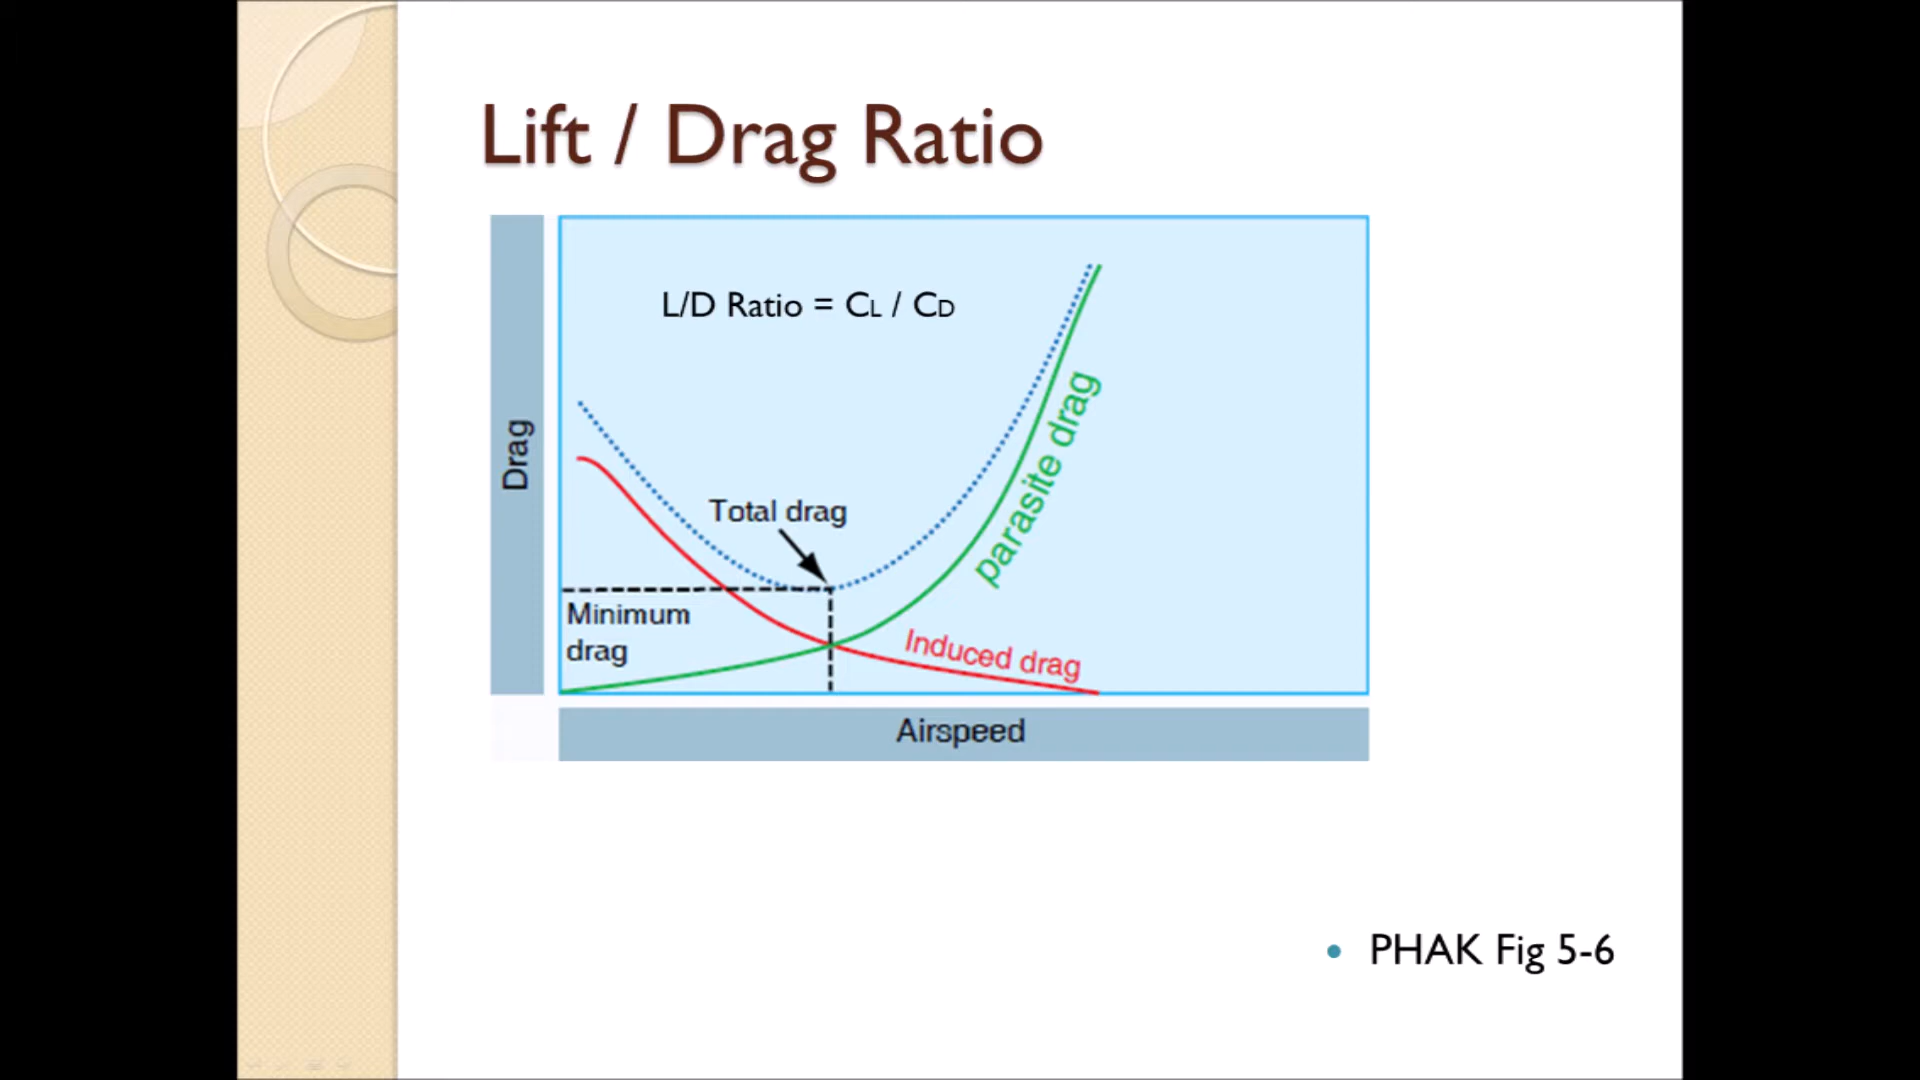 Lift / Drag Ratio
L/D Ratio = CL / CD
Drag
parasite drag
Total drag
Minimum
drag
Induced drag
Airspeed
• PHAK Fig 5-6